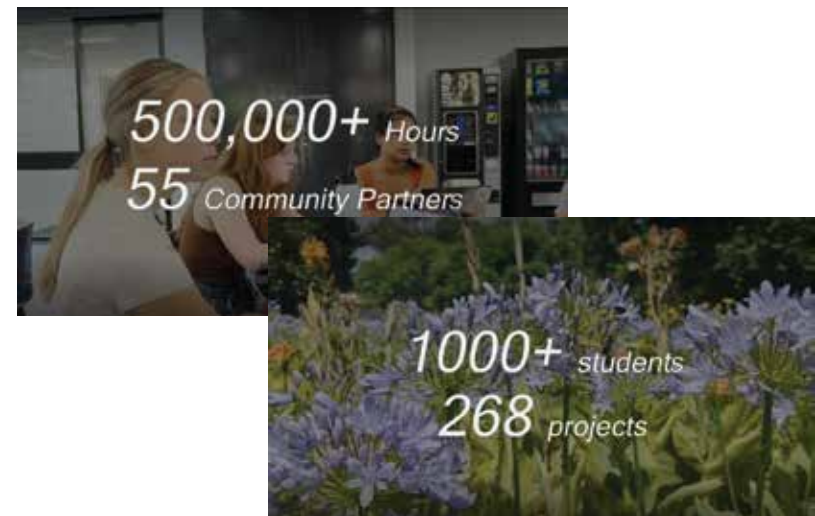 500,000+ Hours
55 Community Partners
1000+ students
268 projects